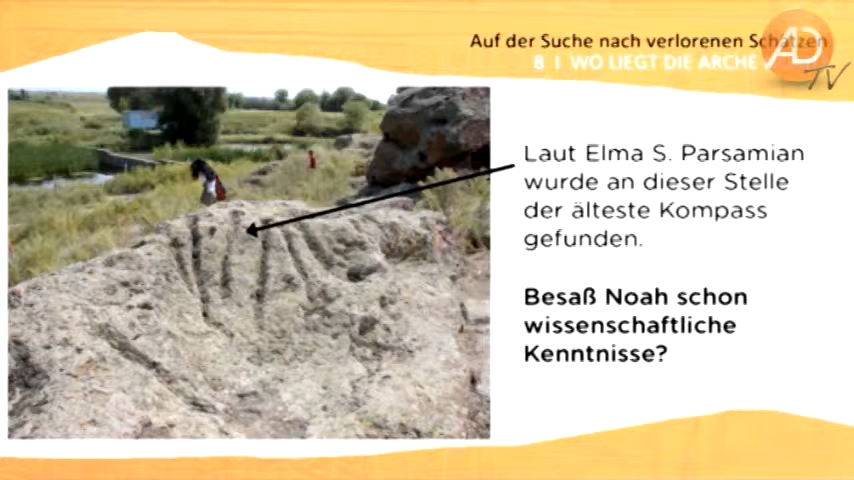 Auf der Suche nach verlorenen Schätzen
8 | WO LIEGT DIE ARCHE
AD
TV
Laut Elma S. Parsamian
wurde an dieser Stelle
der älteste Kompass
gefunden.
Besaß Noah schon
wissenschaftliche
Kenntnisse?